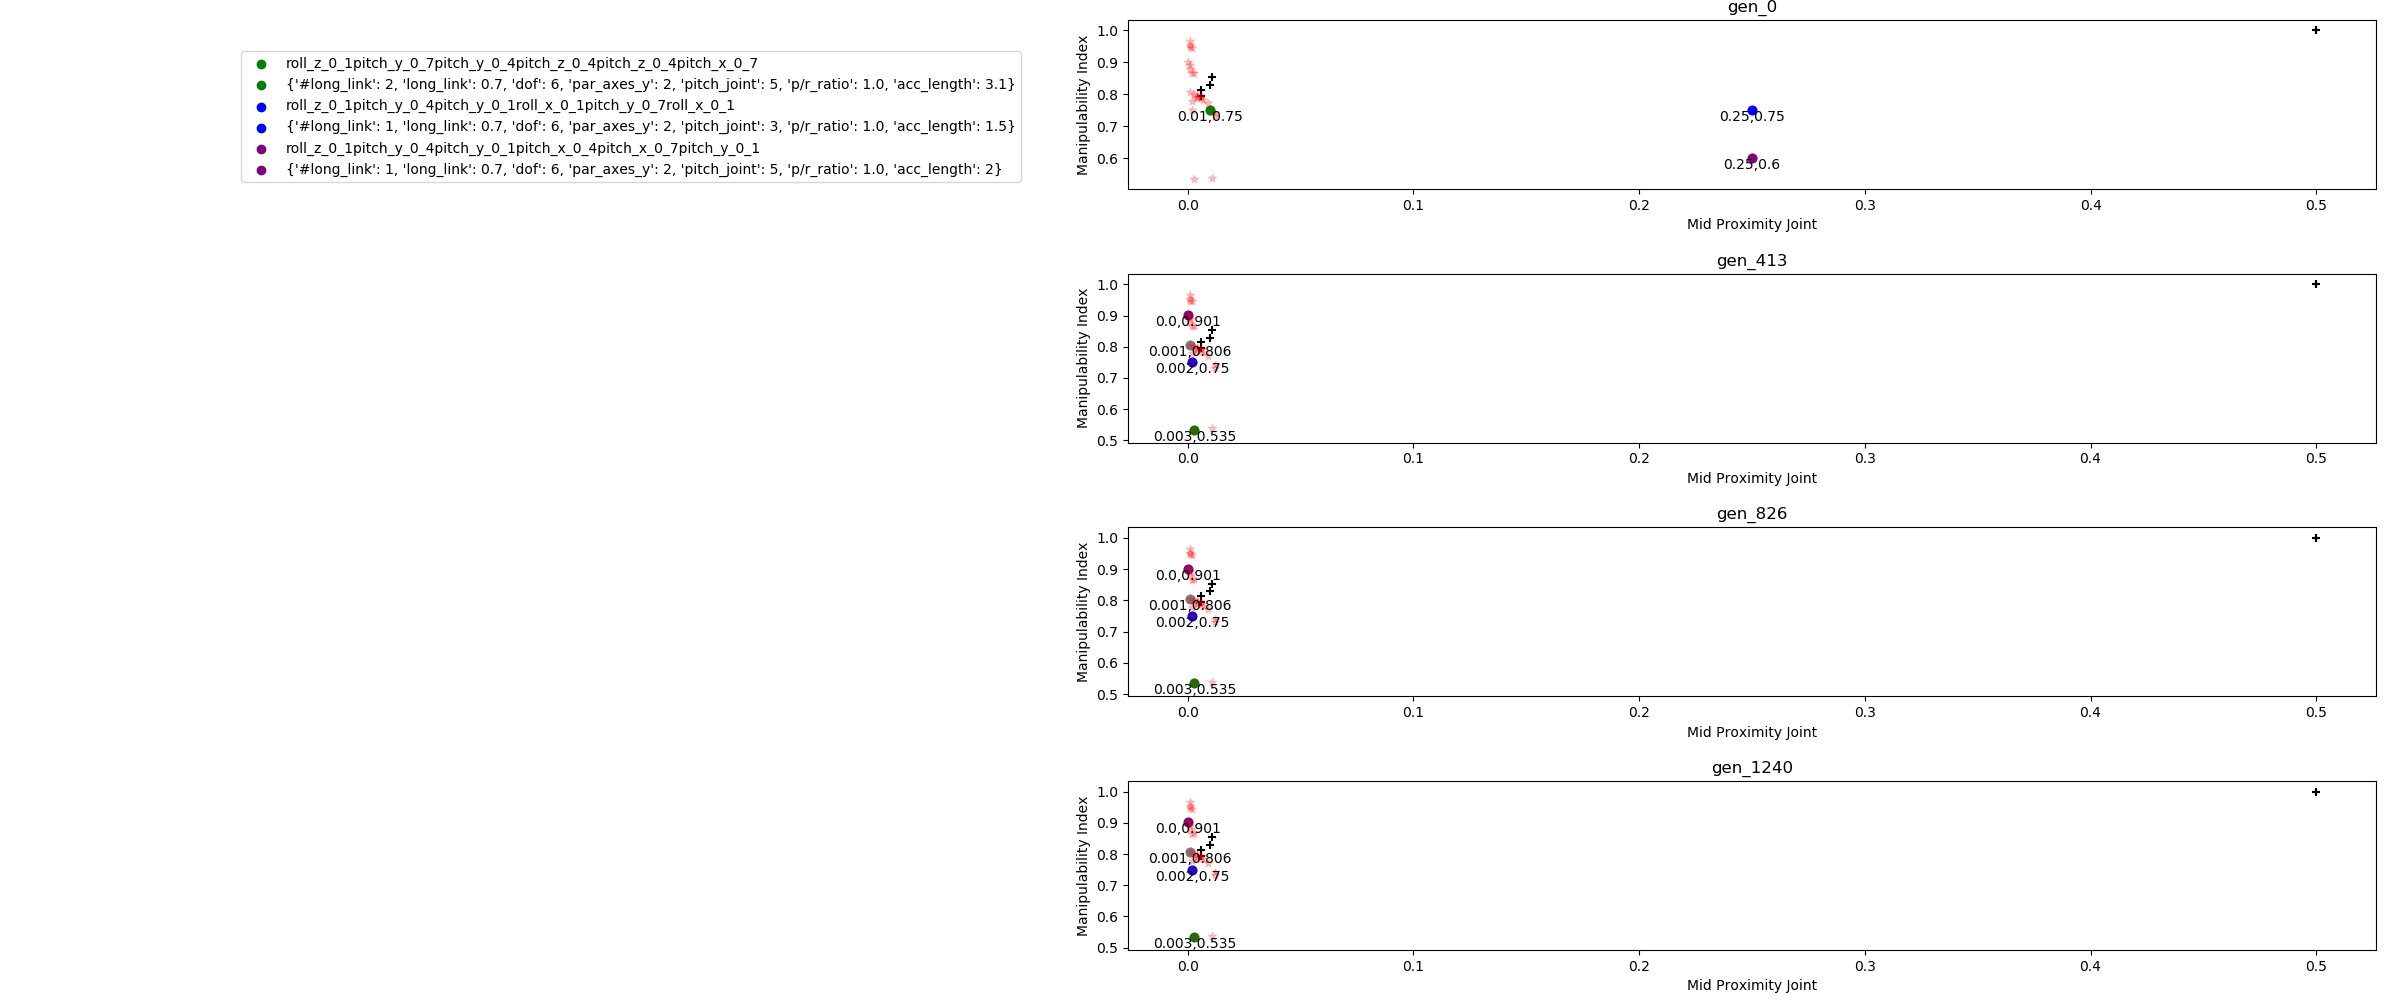 roll_z_0_1pitch_y_0_7pitch_y_0_4pitch_z_0_4pitch_z_0_4pitch_x_0_7
{'#long_link': 2, 'long_link': 0.7, 'dof': 6, 'par_axes_y': 2, 'pitch_joint': 5, 'p/r_ratio': 1.0, 'acc_length': 3.1}
roll_z_0_1pitch_y_0_4pitch_y_0_1roll_x_0_1pitch_y_0_7roll_x_0_1
{'#long_link': 1, 'long_link': 0.7, 'dof': 6, 'par_axes_y': 2, 'pitch_joint': 3, 'p/r_ratio': 1.0, 'acc_length': 1.5}
roll_z_0_1pitch_y_0_4pitch_y_0_1pitch_x_0_4pitch_x_0_7pitch_y_0_1
{'#long_link': 1, 'long_link': 0.7, 'dof': 6, 'par_axes_y': 2, 'pitch_joint': 5, 'p/r_ratio': 1.0, 'acc_length': 2}
gen_0
Manipulability Index
1.0
0.9
0.8
0.7
0.6
0.01,0.75
0.25,0.75
0.25,0.6
0.0 0.1 0.2 0.3 0.4 0.5
Mid Proximity Joint
gen_413
Manipulability Index
1.0
0.9
0.8
0.7
0.6
0.5
0.0,0.901
0.001,0.806
0.002,0.75
0.003,0.535
0.0 0.1 0.2 0.3 0.4 0.5
Mid Proximity Joint
gen_826
Manipulability Index
1.0
0.9
0.8
0.7
0.6
0.5
0.0,0.901
0.001,0.806
0.002,0.75
0.003,0.535
0.0 0.1 0.2 0.3 0.4 0.5
Mid Proximity Joint
gen_1240
Manipulability Index
1.0
0.9
0.8
0.7
0.6
0.5
0.0,0.901
0.001,0.806
0.002,0.75
0.003,0.535
0.0 0.1 0.2 0.3 0.4 0.5
Mid Proximity Joint